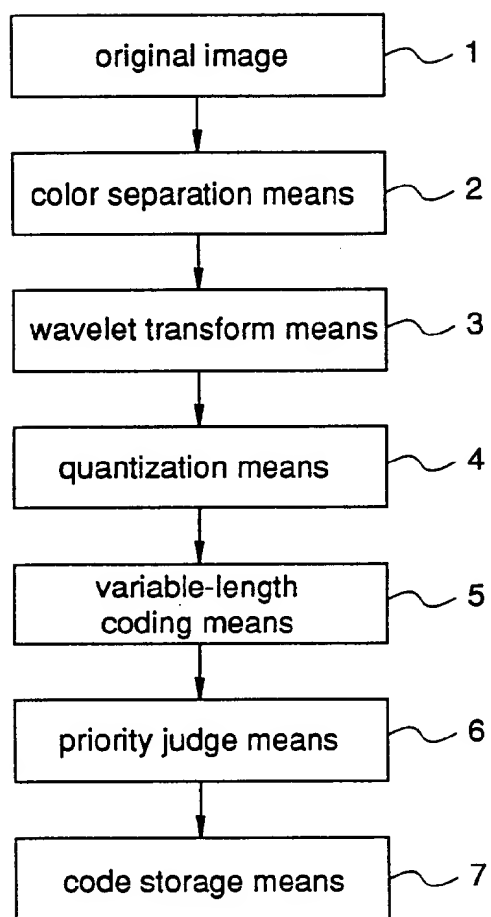 original image 1
color separation means 2
wavelet transform means 3
quantization means 4
variable-length
coding means 5
priority judge means 6
code storage means 7